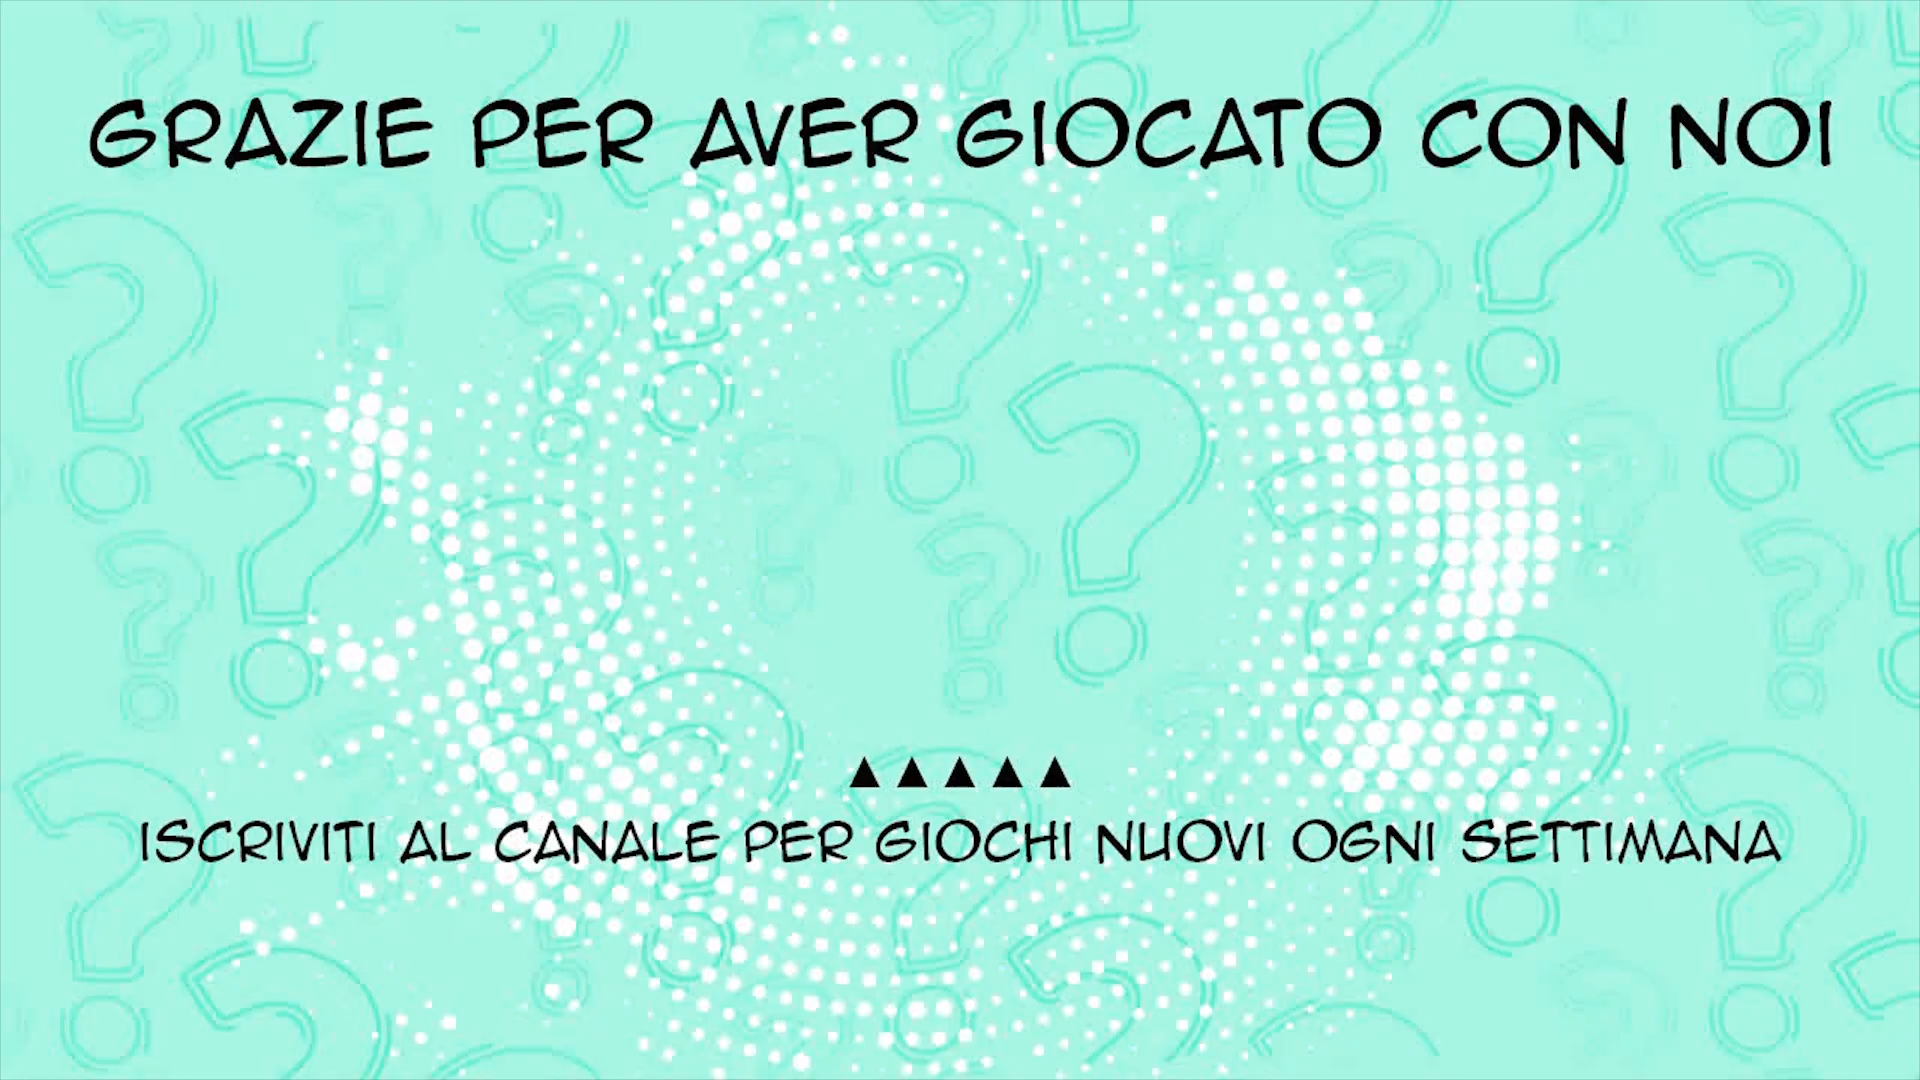 GRAZIE PER AVER GIOCATO CON NOI
▲▲▲▲▲
ISCRIVITI AL CANALE PER GIOCHI NUOVI OGNI SETTIMANA